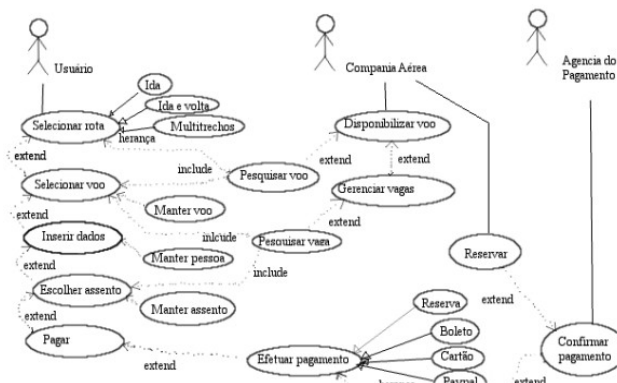 Usuário
Compania Aérea
Agencia do
Pagamento
Ida
Ida e volta
Multitrechos
herança
Selecionar rota
Disponibilizar voo
extend
include
Pesquisar voo
extend
extend
Selecionar voo
Gerenciar vagas
Manter voo
extend
extend
inlcude
Inserir dados
Pesquisar vaga
Reservar
Manter pessoa
include
extend
Escolher assento
Manter assento
extend
Reserva
extend
Boleto
Pagar
Efetuar pagamento
Cartão
Confirmar
pagamento
extend
Paypal
herança
extend